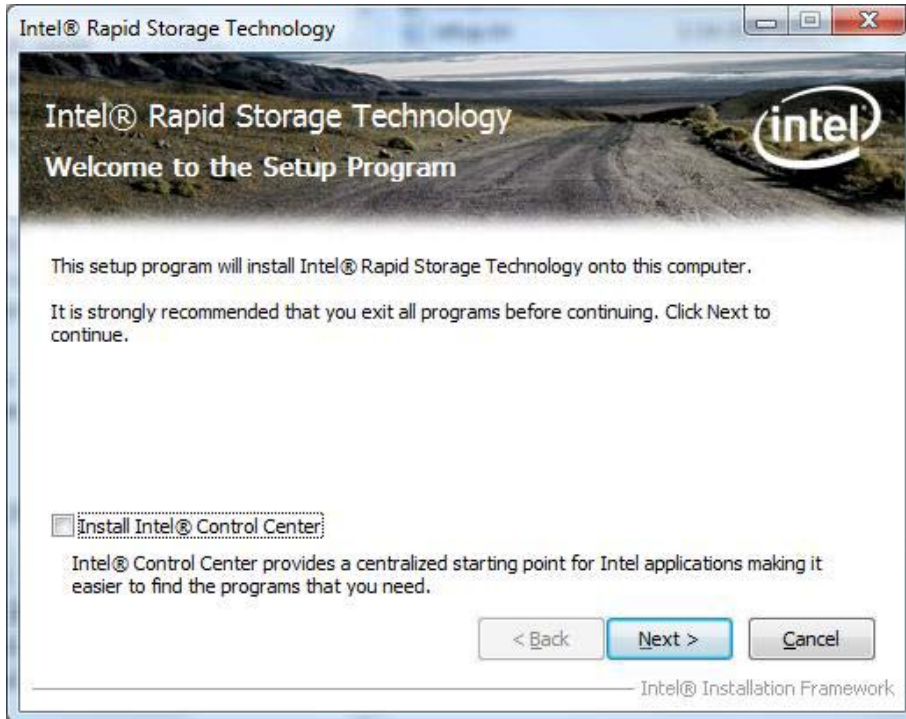 Intel® Rapid Storage Technology
Intel® Rapid Storage Technology
intel
Welcome to the Setup Program
This setup program will install Intel® Rapid Storage Technology onto this computer.
It is strongly recommended that you exit all programs before continuing. Click Next to
continue.
Install Intel® Control Center
Intel® Control Center provides a centralized starting point for Intel applications making it
easier to find the programs that you need.
< Back Next > Cancel
Intel® Installation Framework